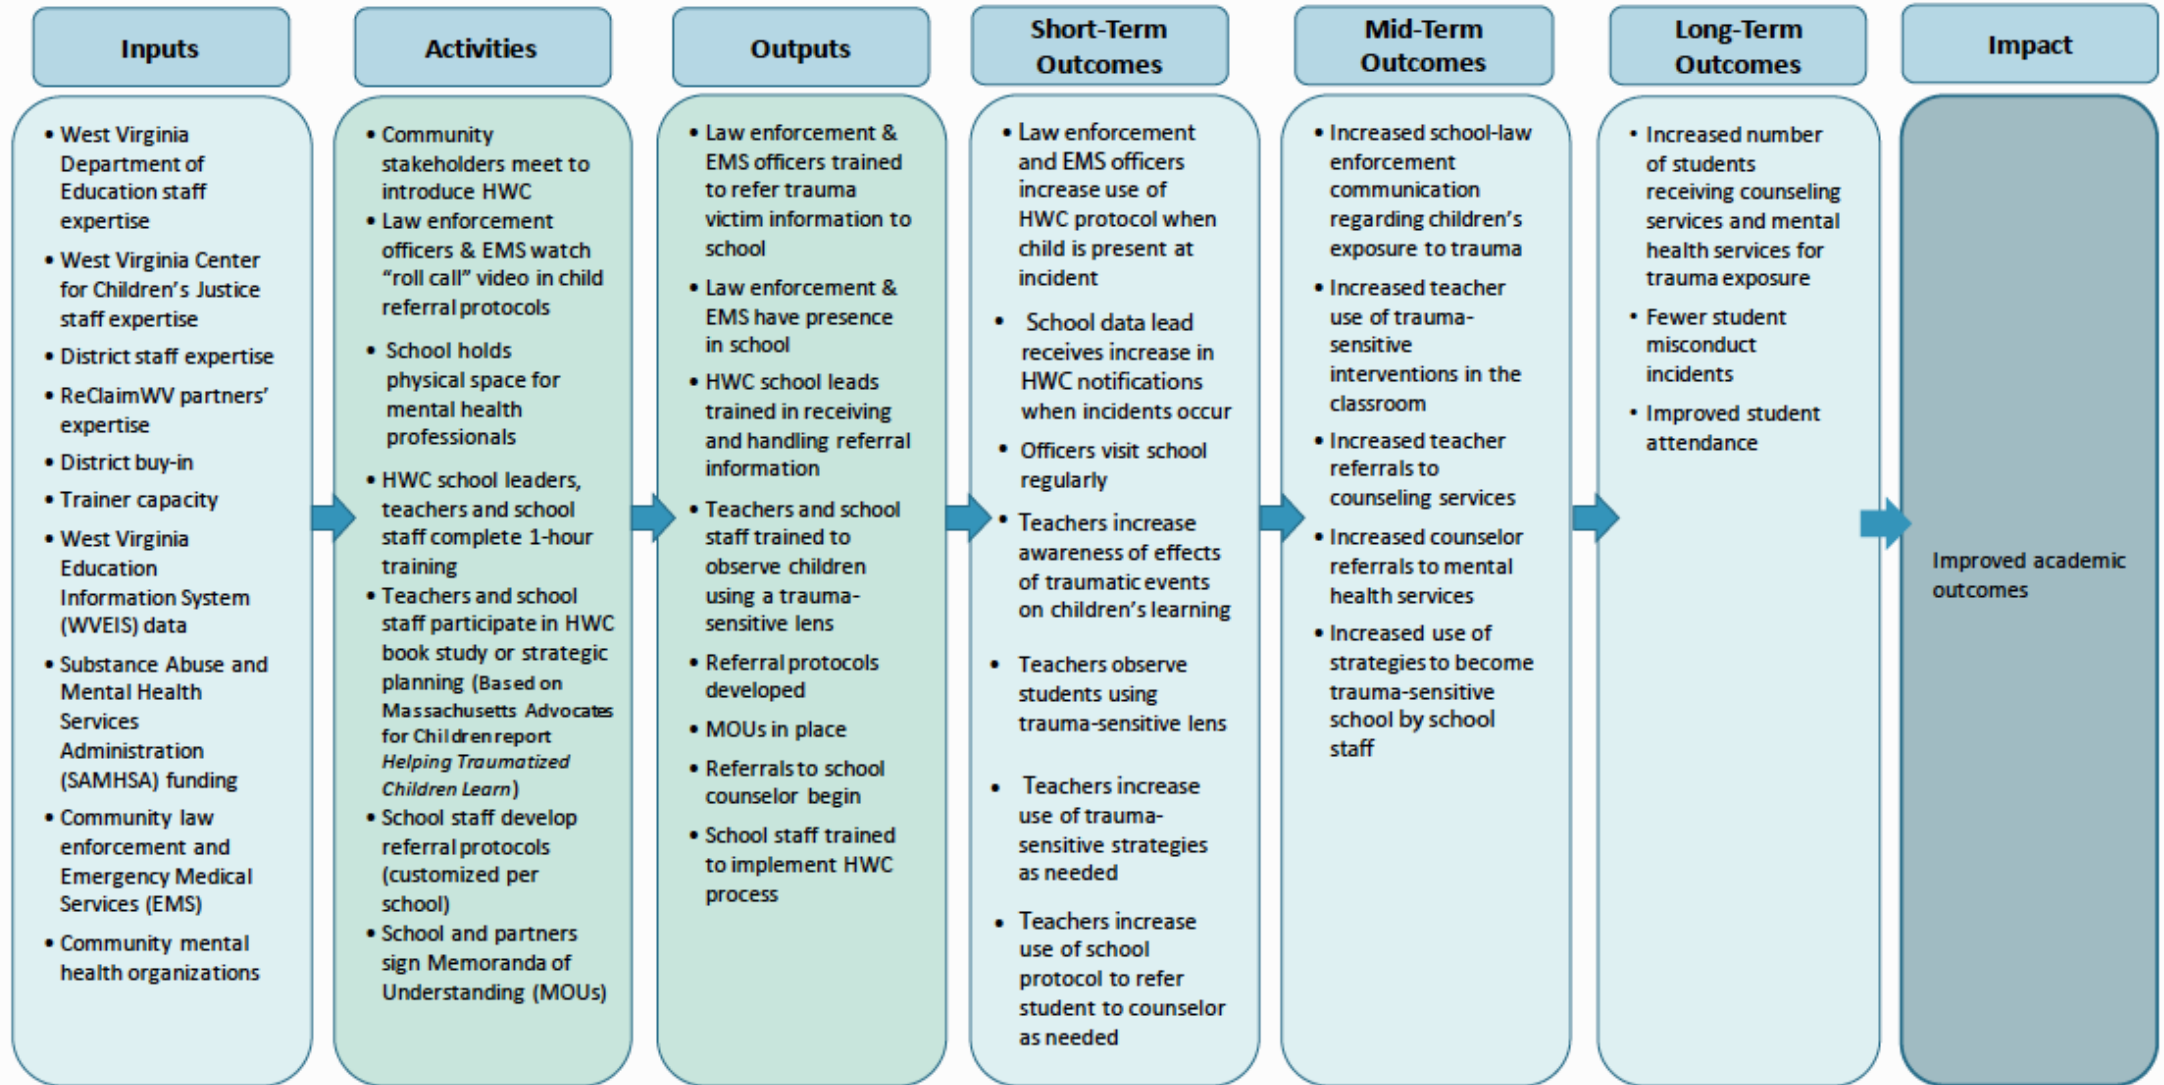 Inputs
• West Virginia
Department of
Education staff
expertise
• West Virginia Center
for Children’s Justice
staff expertise
• District staff expertise
• ReClaimWV partners’
expertise
• District buy-in
• Trainer capacity
• West Virginia
Education
Information System
(WVEIS) data
• Substance Abuse and
Mental Health
Services
Administration
(SAMHSA) funding
• Community law
enforcement and
Emergency Medical
Services (EMS)
• Community mental
health organizations
Activities
• Community
stakeholders meet to
introduce HWC
• Law enforcement
officers & EMS watch
“roll call” video in child
referral protocols
• School holds
physical space for
mental health
professionals
• HWC school leaders,
teachers and school
staff complete 1-hour
training
• Teachers and school
staff participate in HWC
book study or strategic
planning (Based on
Massachusetts Advocates
for Children report
Helping Traumatized
Children Learn)
• School staff develop
referral protocols
(customized per
school)
• School and partners
sign Memoranda of
Understanding (MOUs)
Outputs
• Law enforcement &
EMS officers trained
to refer trauma
victim information to
school
• Law enforcement &
EMS have presence
in school
• HWC school leads
trained in receiving
and handling referral
information
• Teachers and school
staff trained to
observe children
using a trauma-
sensitive lens
• Referral protocols
developed
• MOUs in place
• Referrals to school
counselor begin
• School staff trained
to implement HWC
process
Short-Term
Outcomes
• Law enforcement
and EMS officers
increase use of
HWC protocol when
child is present at
incident
• School data lead
receives increase in
HWC notifications
when incidents occur
• Officers visit school
regularly
• Teachers increase
awareness of effects
of traumatic events
on children’s learning
• Teachers observe
students using
trauma-sensitive lens
• Teachers increase
use of trauma-
sensitive strategies
as needed
• Teachers increase
use of school
protocol to refer
student to counselor
as needed
Mid-Term
Outcomes
• Increased school-law
enforcement
communication
regarding children’s
exposure to trauma
• Increased teacher
use of trauma-
sensitive
interventions in the
classroom
• Increased teacher
referrals to
counseling services
• Increased counselor
referrals to mental
health services
• Increased use of
strategies to become
trauma-sensitive
school by school
staff
Long-Term
Outcomes
• Increased number
of students
receiving counseling
services and mental
health services for
trauma exposure
• Fewer student
misconduct
incidents
• Improved student
attendance
Impact
Improved academic
outcomes